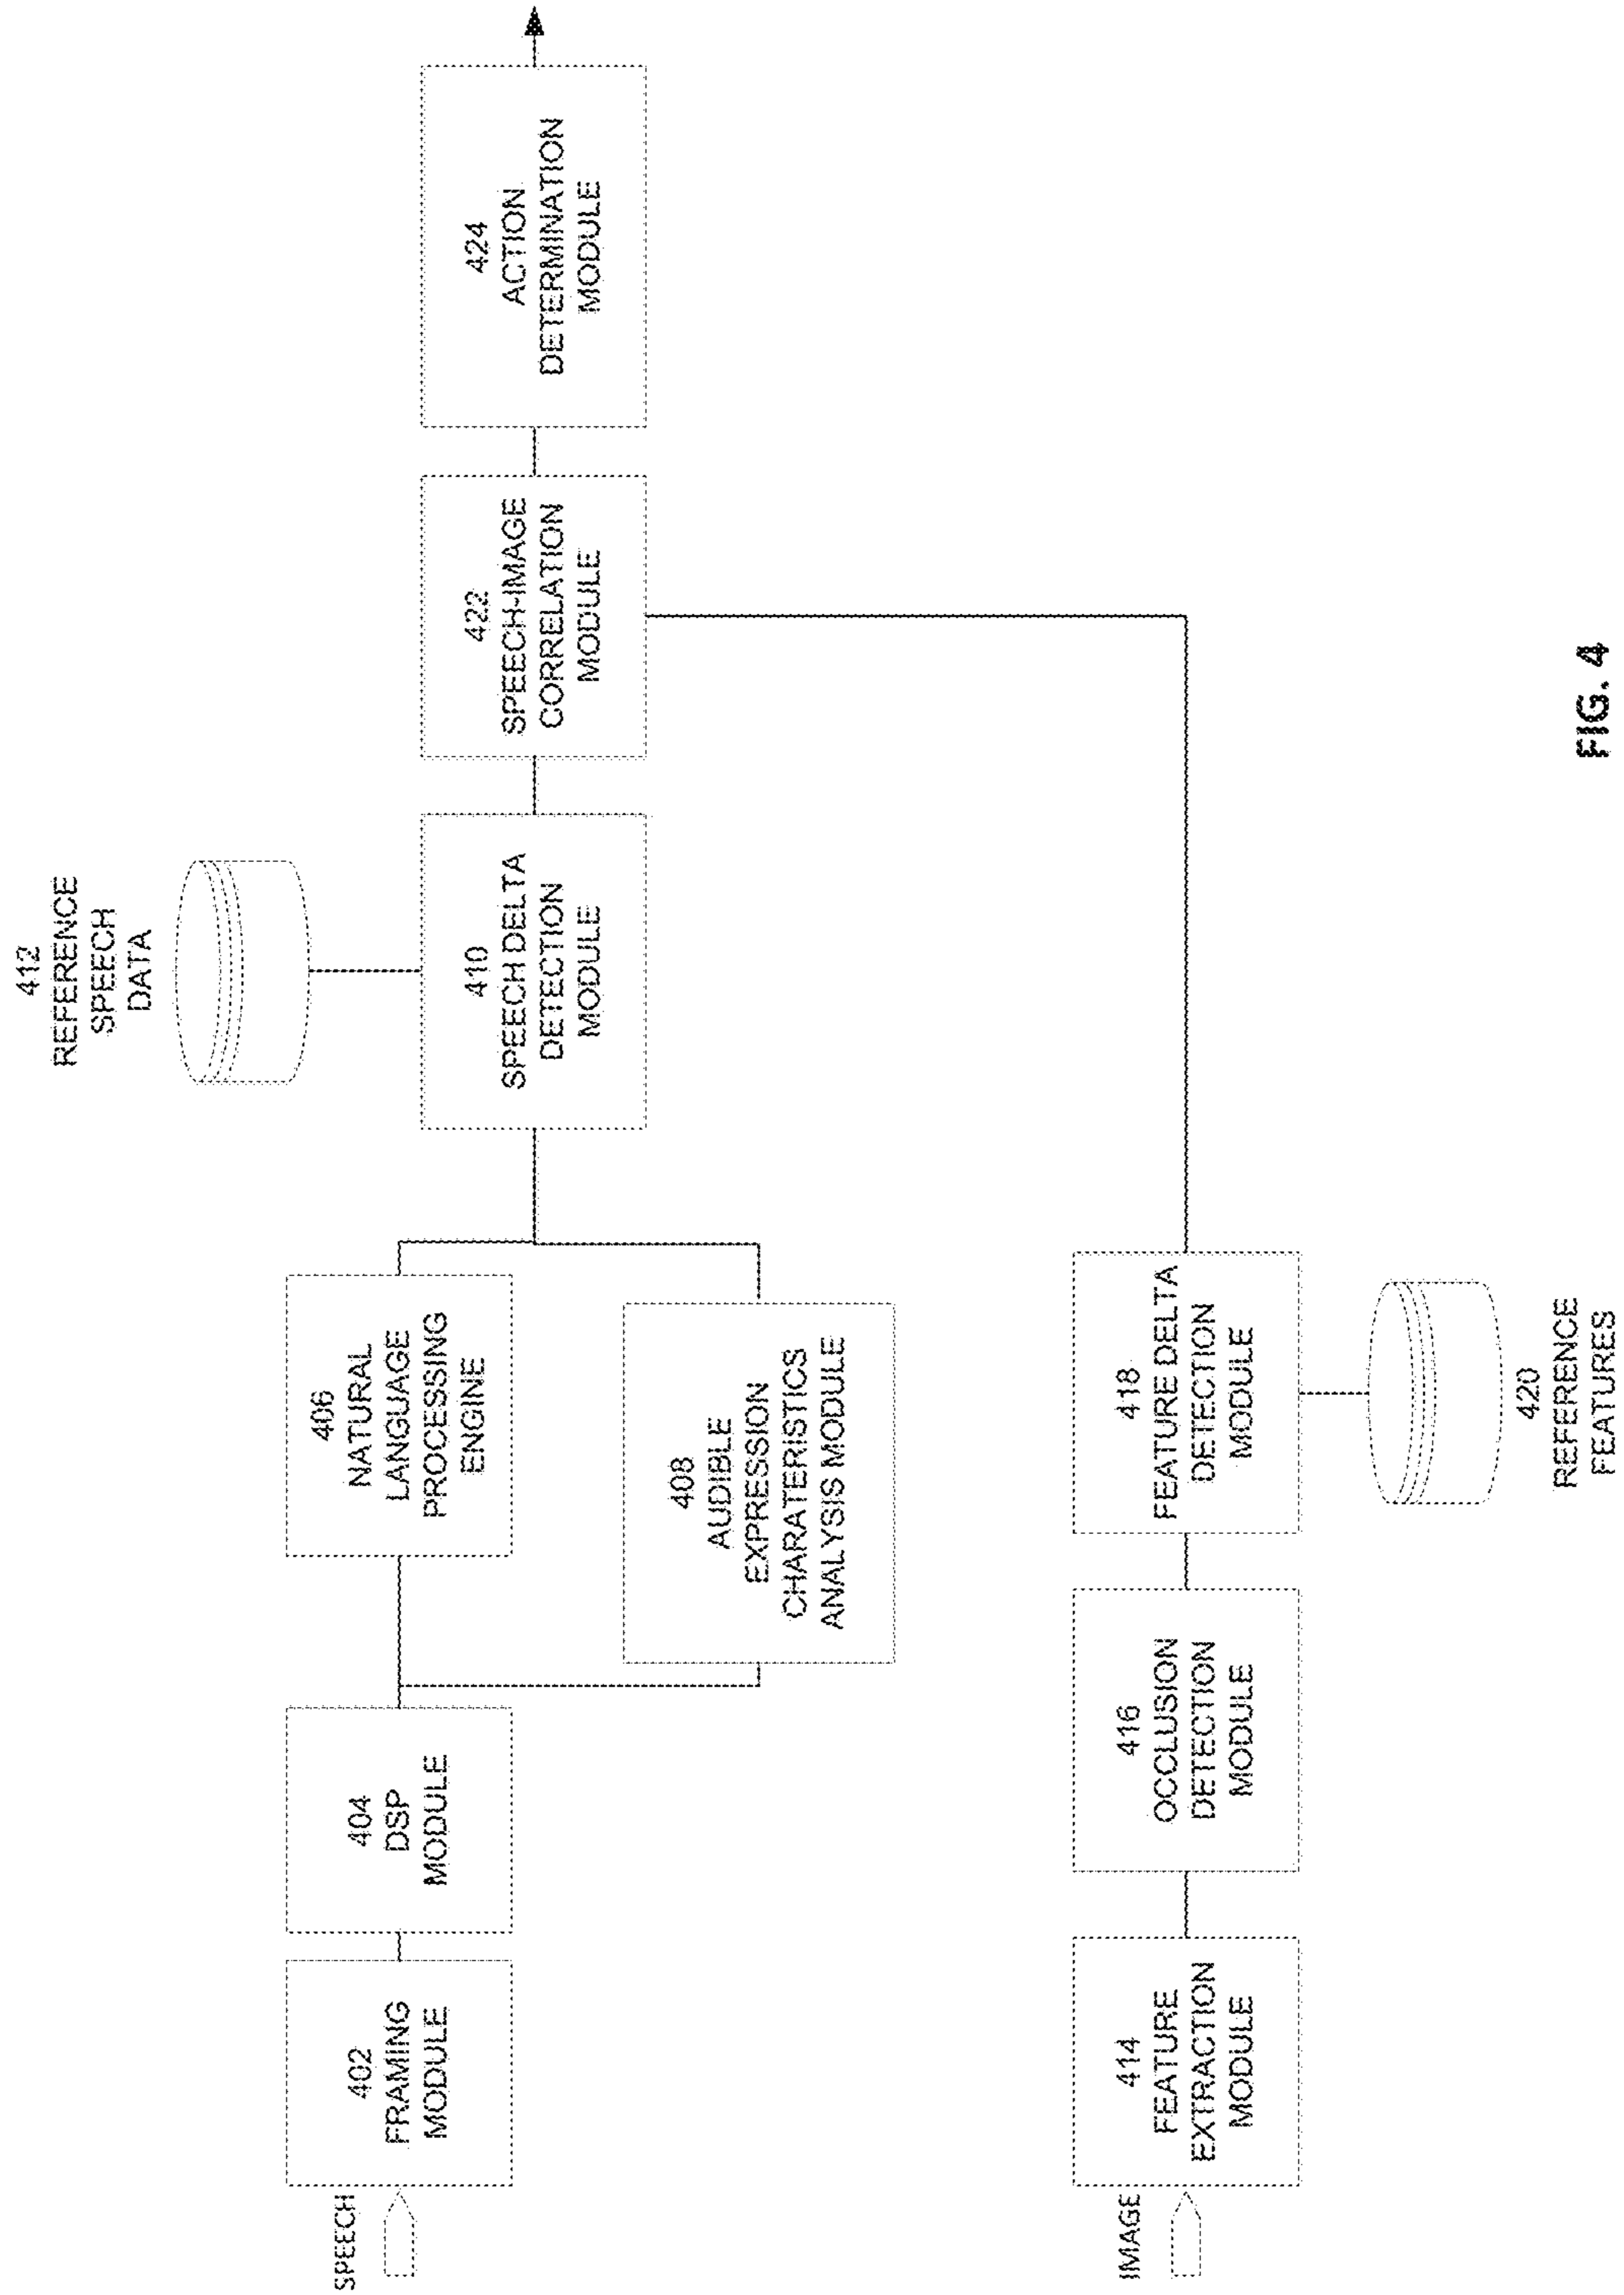 SPEECH
402
FRAMING
MODULE
404
DSP
MODULE
406
NATURAL
LANGUAGE
PROCESSING
ENGINE
408
AUDIBLE
EXPRESSION
CHARATERISTICS
ANALYSIS MODULE
412
REFERENCE
SPEECH
DATA
410
SPEECH DELTA
DETECTION
MODULE
422
SPEECH-IMAGE
CORRELATION
MODULE
424
ACTION
DETERMINATION
MODULE
IMAGE
414
FEATURE
EXTRACTION
MODULE
416
OCCLUSION
DETECTION
MODULE
418
FEATURE DELTA
DETECTION
MODULE
420
REFERENCE
FEATURES
FIG. 4